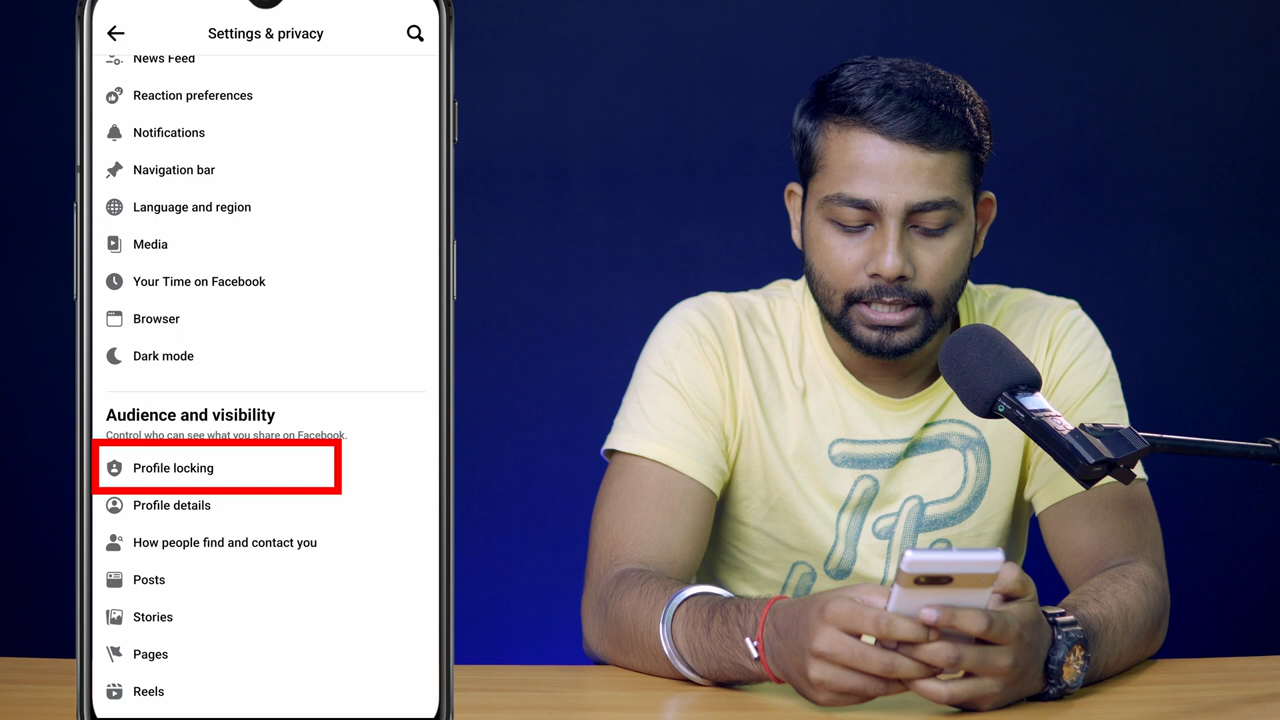 Settings & privacy
News Feed
Reaction preferences
Notifications
Navigation bar
Language and region
Media
Your Time on Facebook
Browser
Dark mode
Audience and visibility
Control who can see what you share on Facebook.
Profile locking
Profile details
How people find and contact you
Posts
Stories
Pages
Reels